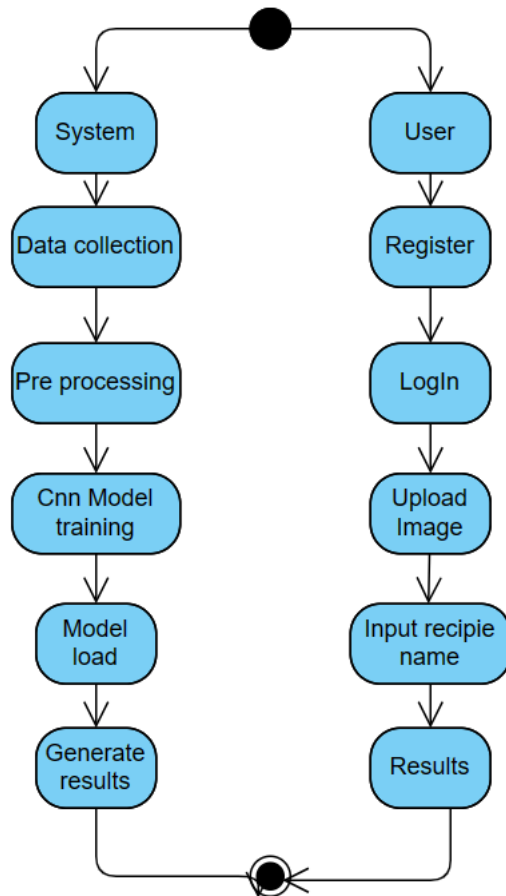 System
User
Data collection
Register
Pre processing
LogIn
Cnn Model
training
Upload
Image
Model
load
Input recipie
name
Generate
results
Results